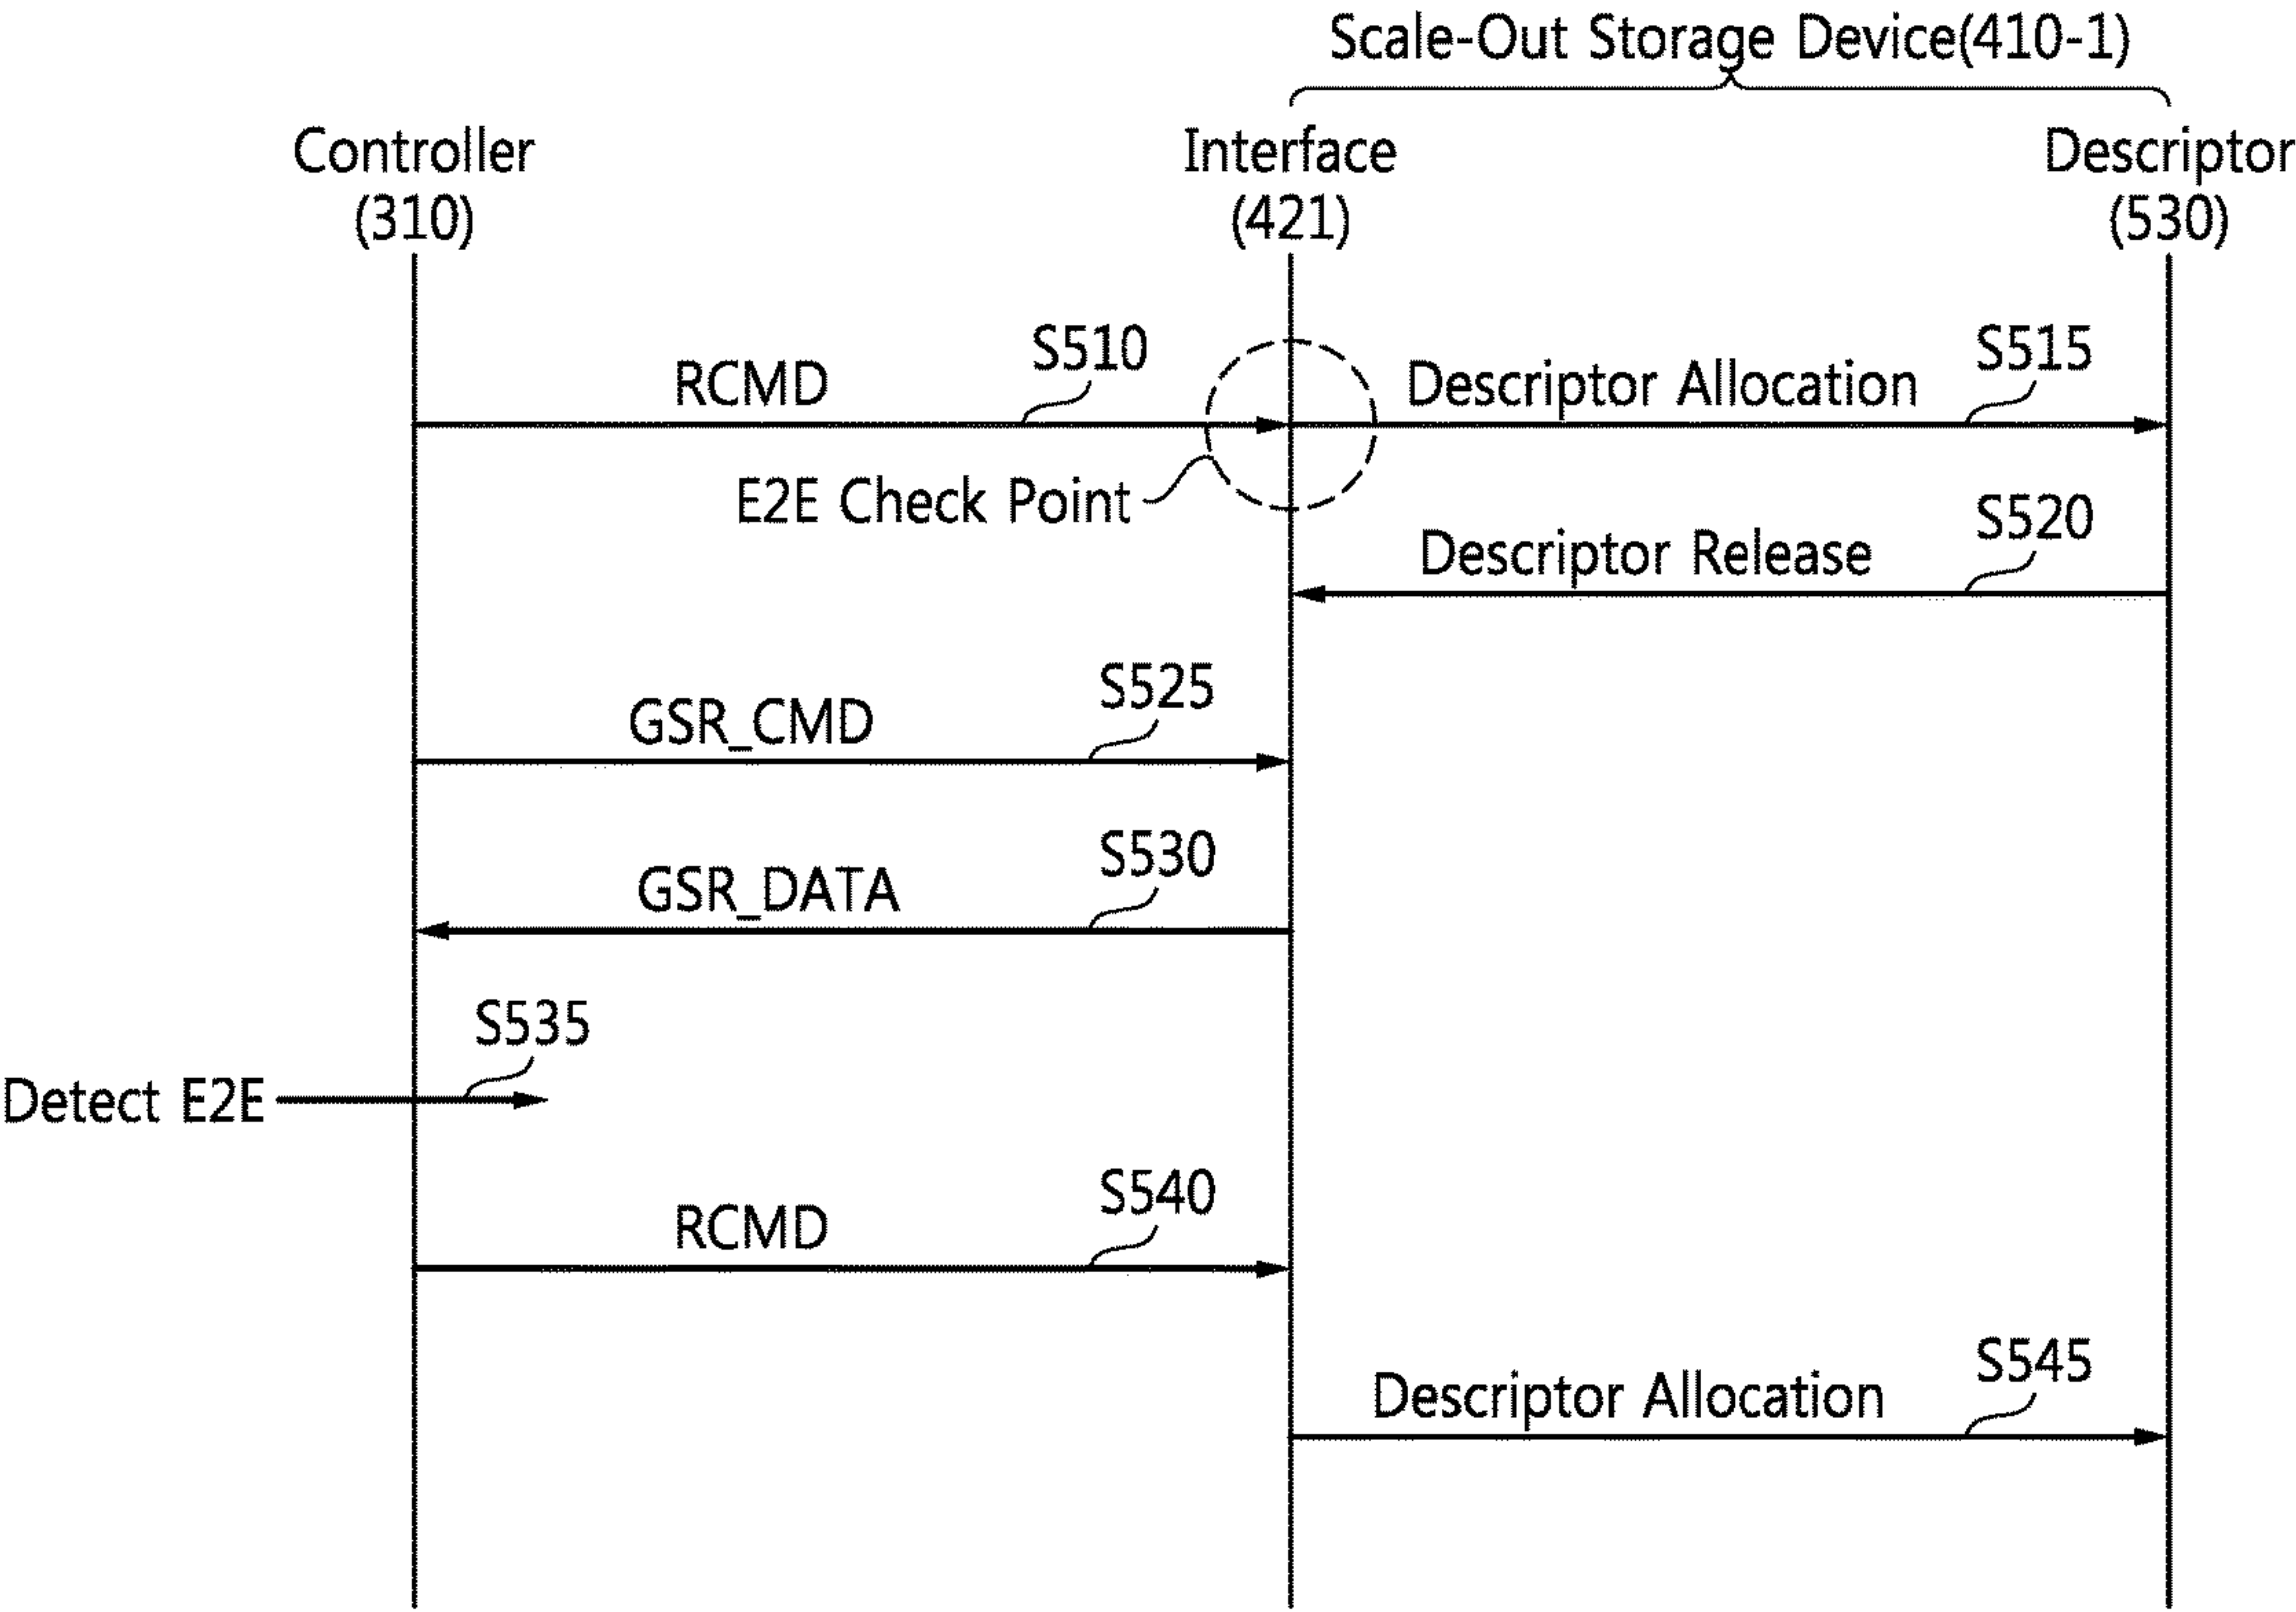 Scale-Out Storage Device(410-1)
Controller
(310)
Interface
(421)
Descriptor
(530)
S510
S515
RCMD
Descriptor Allocation
E2E Check Point
S520
Descriptor Release
S525
GSR_CMD
S530
GSR_DATA
S535
Detect E2E
S540
RCMD
S545
Descriptor Allocation